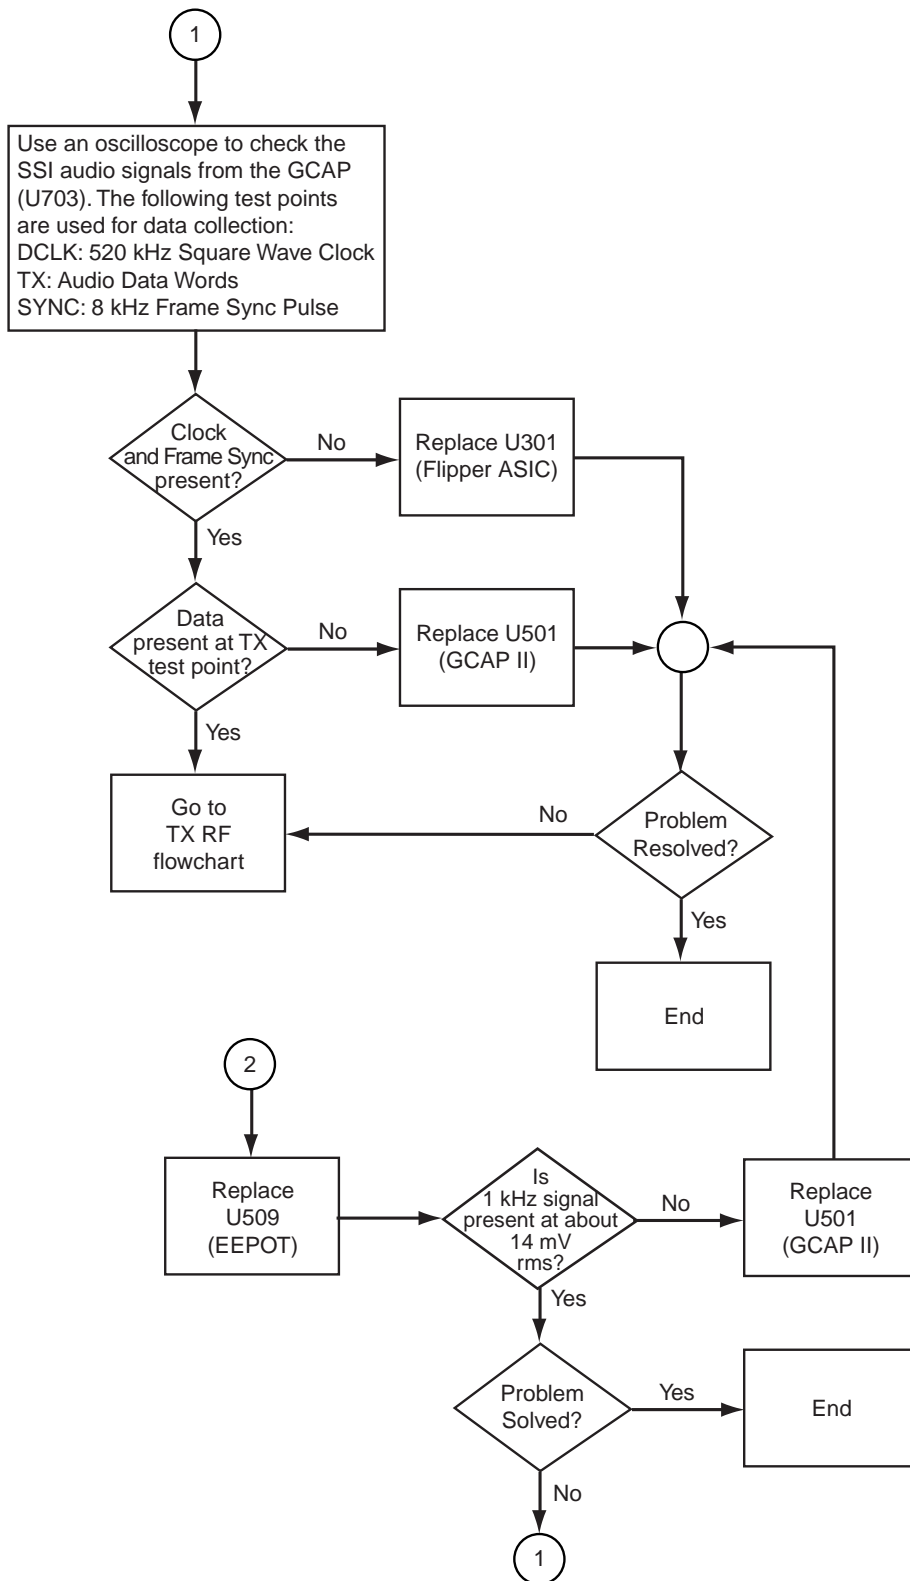 1
Use an oscilloscope to check the
SSI audio signals from the GCAP
(U703). The following test points
are used for data collection:
DCLK: 520 kHz Square Wave Clock
TX: Audio Data Words
SYNC: 8 kHz Frame Sync Pulse
Clock
and Frame Sync
present?
No
Replace U301
(Flipper ASIC)
Yes
Data
present at TX
test point?
No
Replace U501
(GCAP II)
Yes
Go to
TX RF
flowchart
No
Problem
Resolved?
Yes
End
2
Replace
U509
(EEPOT)
Is
1 kHz signal
present at about
14 mV
rms?
No
Replace
U501
(GCAP II)
Yes
Problem
Solved?
Yes
End
No
1